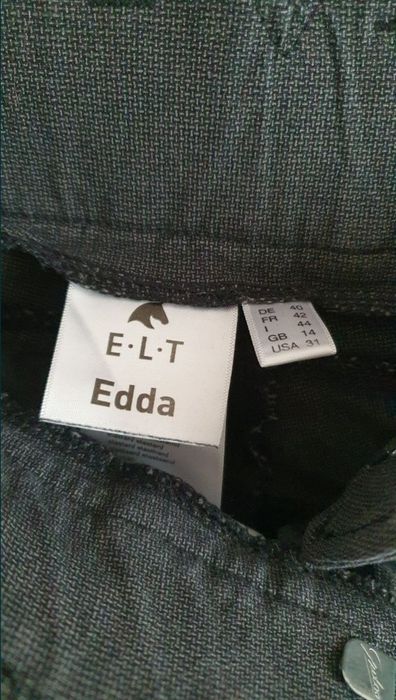 E·L·T
Edda
DE 40
FR 42
I 44
GB 14
USA 31